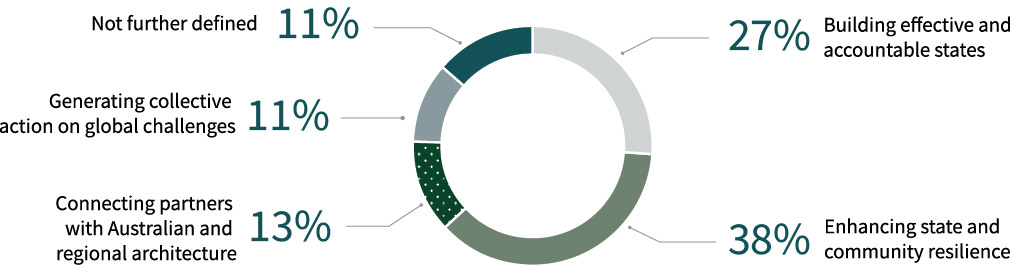 Not further defined
11%
Generating collective
action on global challenges
11%
Connecting partners
with Australian and
regional architecture
13%
27%
Building effective and
accountable states
38%
Enhancing state and
community resilience